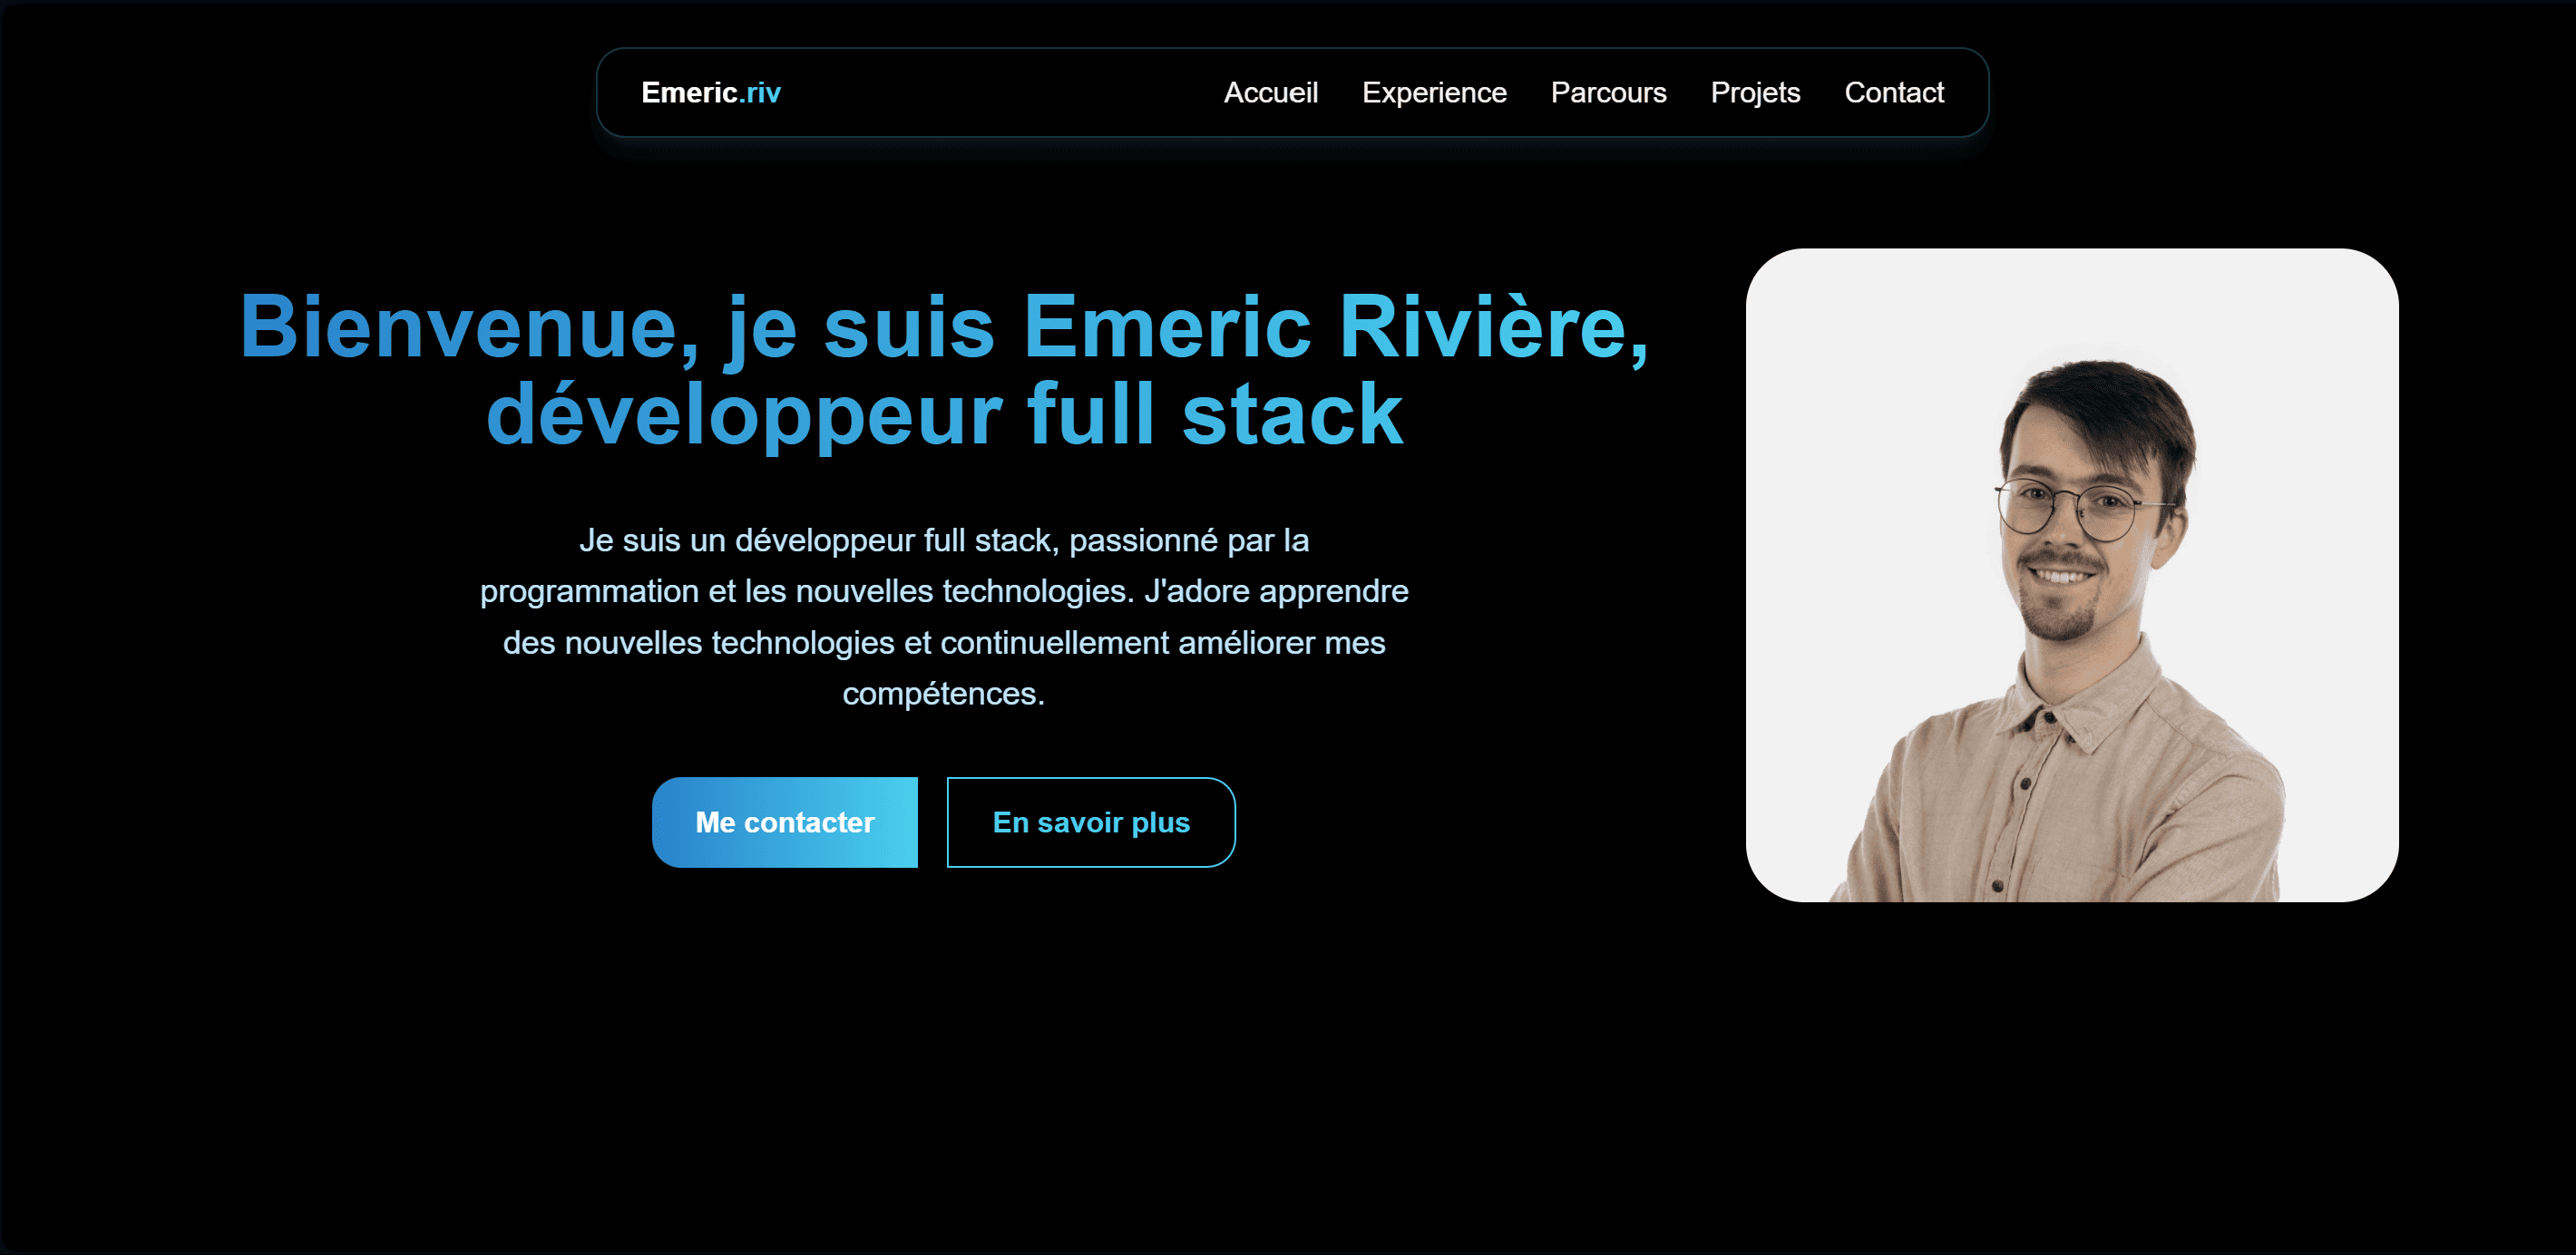 Emeric.riv
Accueil Experience Parcours Projets Contact
Bienvenue, je suis Emeric Rivière,
développeur full stack
Je suis un développeur full stack, passionné par la
programmation et les nouvelles technologies. J'adore apprendre
des nouvelles technologies et continuellement améliorer mes
compétences.
Me contacter
En savoir plus